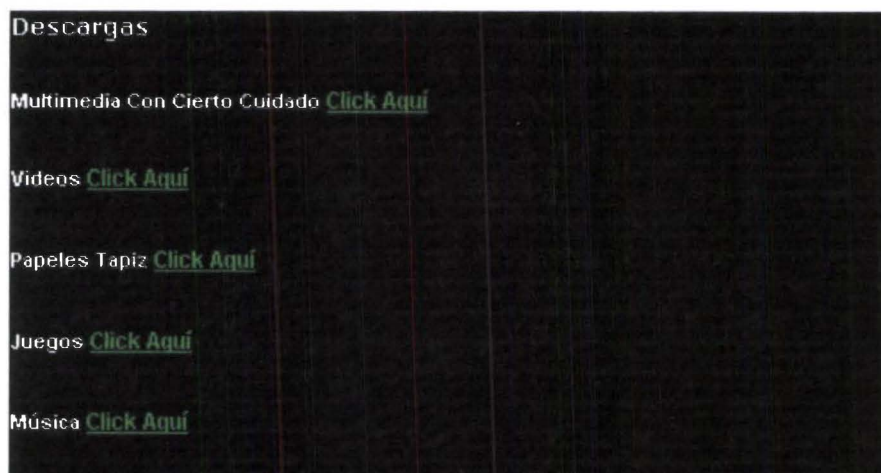 Descargas
Multimedia Con Cierto Cuidado Click Aquí
Videos Click Aquí
Papeles Tapiz Click Aquí
Juegos Click Aquí
Música Click Aquí